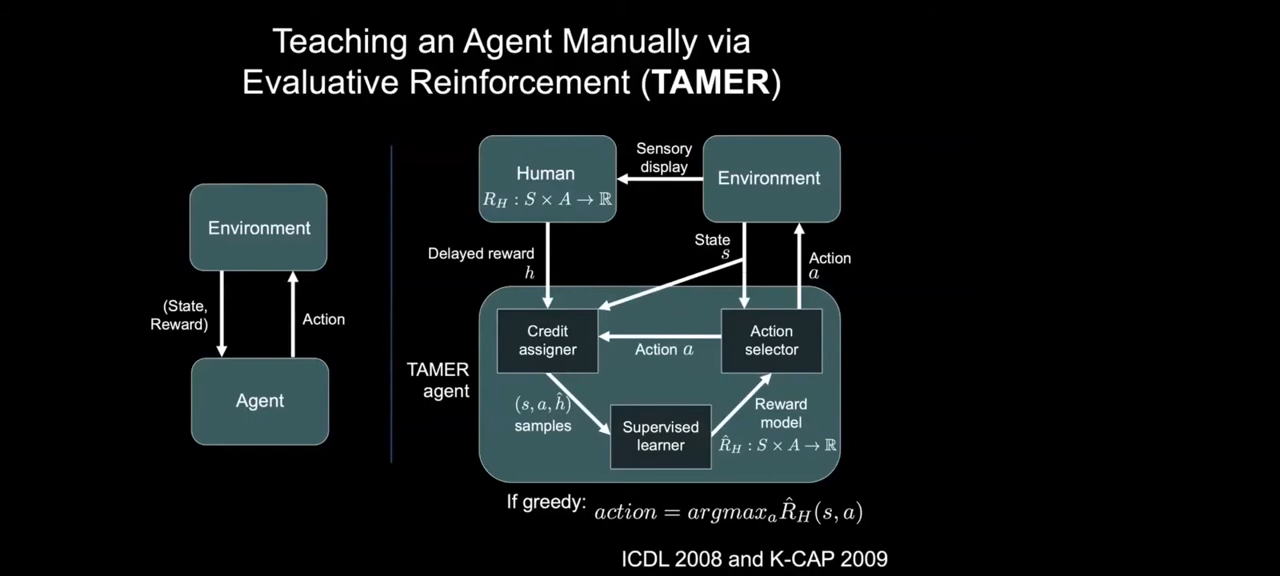 Teaching an Agent Manually via
Evaluative Reinforcement (TAMER)
Environment
(State,
Reward)
Action
Agent
Human
R_H : S × A → ℝ
Sensory
display
Environment
Delayed reward
h
State
s
Action
a
TAMER
agent
Credit
assigner
Action a
Action
selector
(s, a, ĥ)
samples
Supervised
learner
Reward
model
R̂_H : S × A → ℝ
If greedy: action = argmax_a R̂_H(s, a)
ICDL 2008 and K-CAP 2009